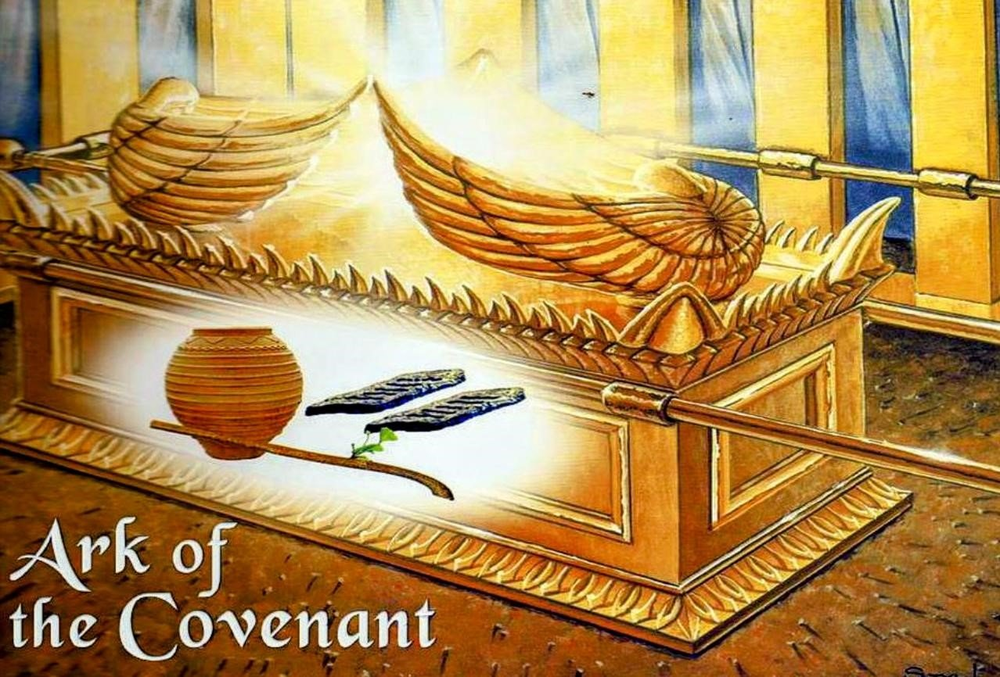 Ark of
the Covenant